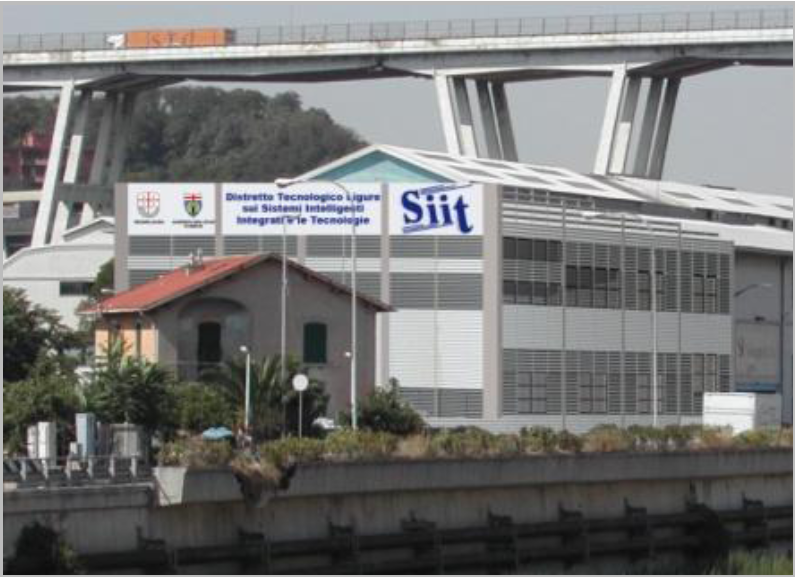 Distretto Tecnologico Ligure
sui Sistemi Intelligenti
Integrati e le Tecnologie
Siit